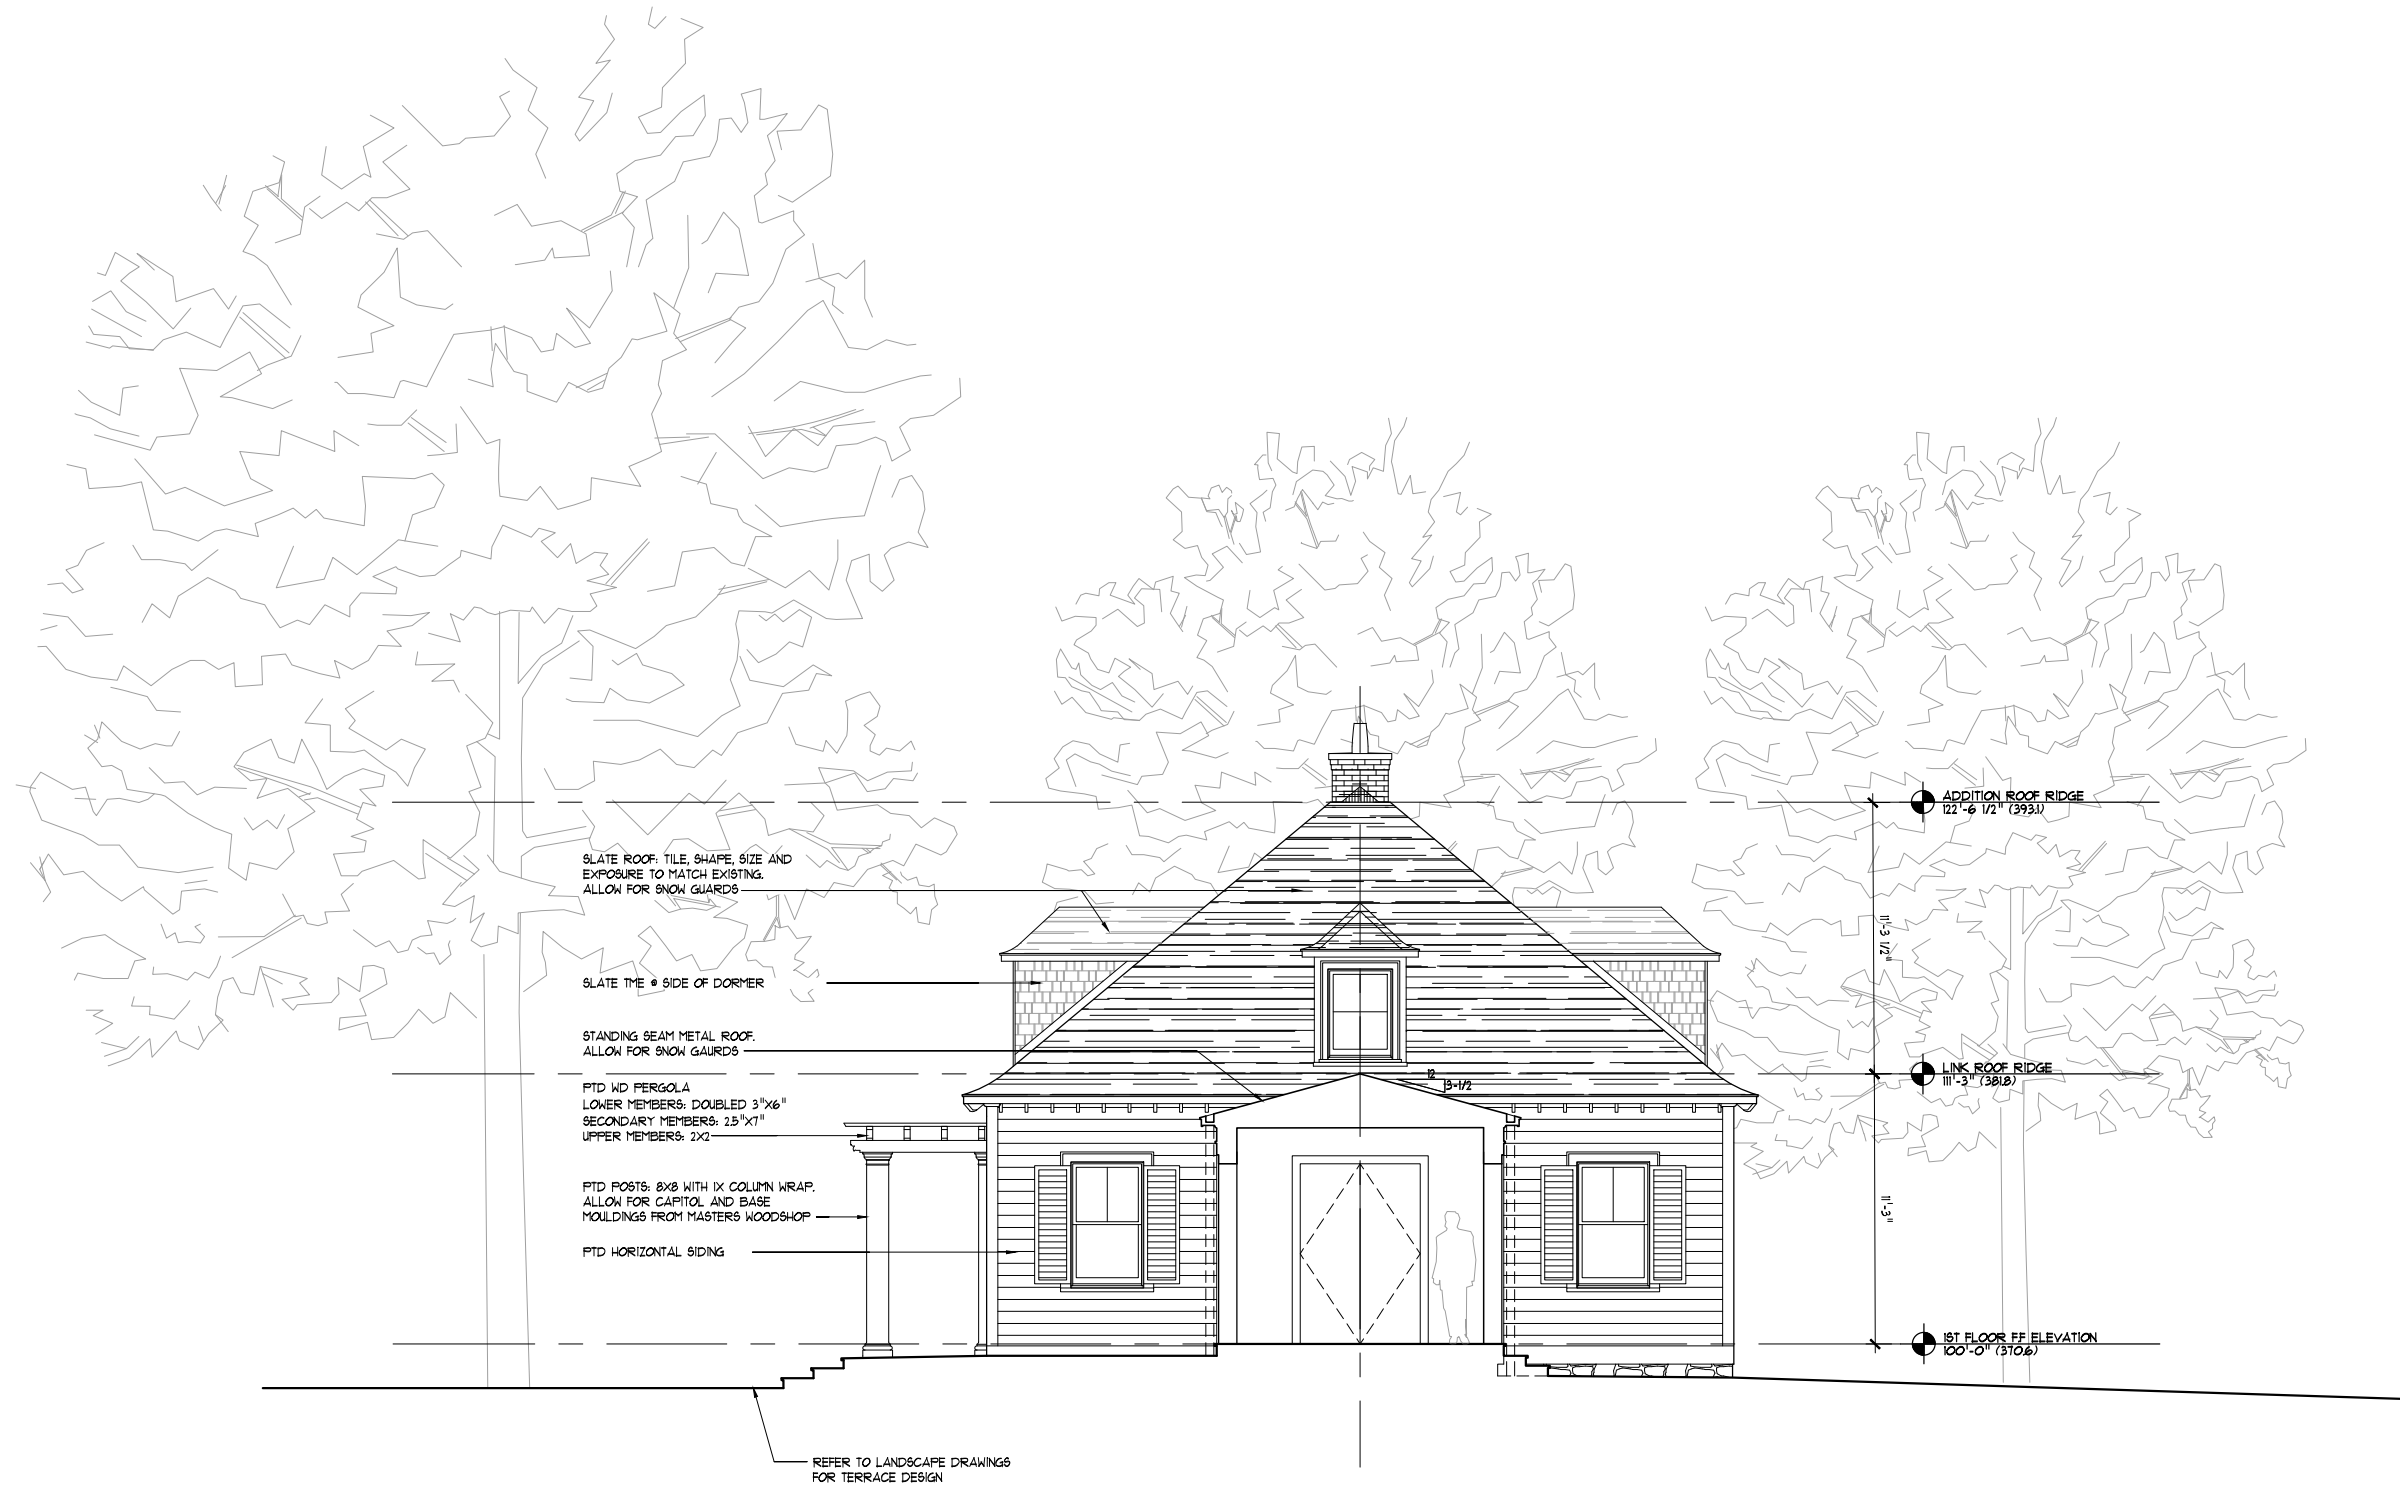 ADDITION ROOF RIDGE
122'-6 1/2" (393.1)
SLATE ROOF: TILE, SHAPE, SIZE AND
EXPOSURE TO MATCH EXISTING.
ALLOW FOR SNOW GUARDS
11'-3 1/2"
SLATE TME @ SIDE OF DORMER
STANDING SEAM METAL ROOF.
ALLOW FOR SNOW GAURDS
LINK ROOF RIDGE
111'-3" (381.8)
12
3-1/2
PTD WD PERGOLA
LOWER MEMBERS: DOUBLED 3"X6"
SECONDARY MEMBERS: 2.5"X7"
UPPER MEMBERS: 2X2
PTD POSTS: 8X8 WITH 1X COLUMN WRAP.
ALLOW FOR CAPITOL AND BASE
MOULDINGS FROM MASTERS WOODSHOP
11'-3"
PTD HORIZONTAL SIDING
1ST FLOOR F.F ELEVATION
100'-0" (370.6)
REFER TO LANDSCAPE DRAWINGS
FOR TERRACE DESIGN